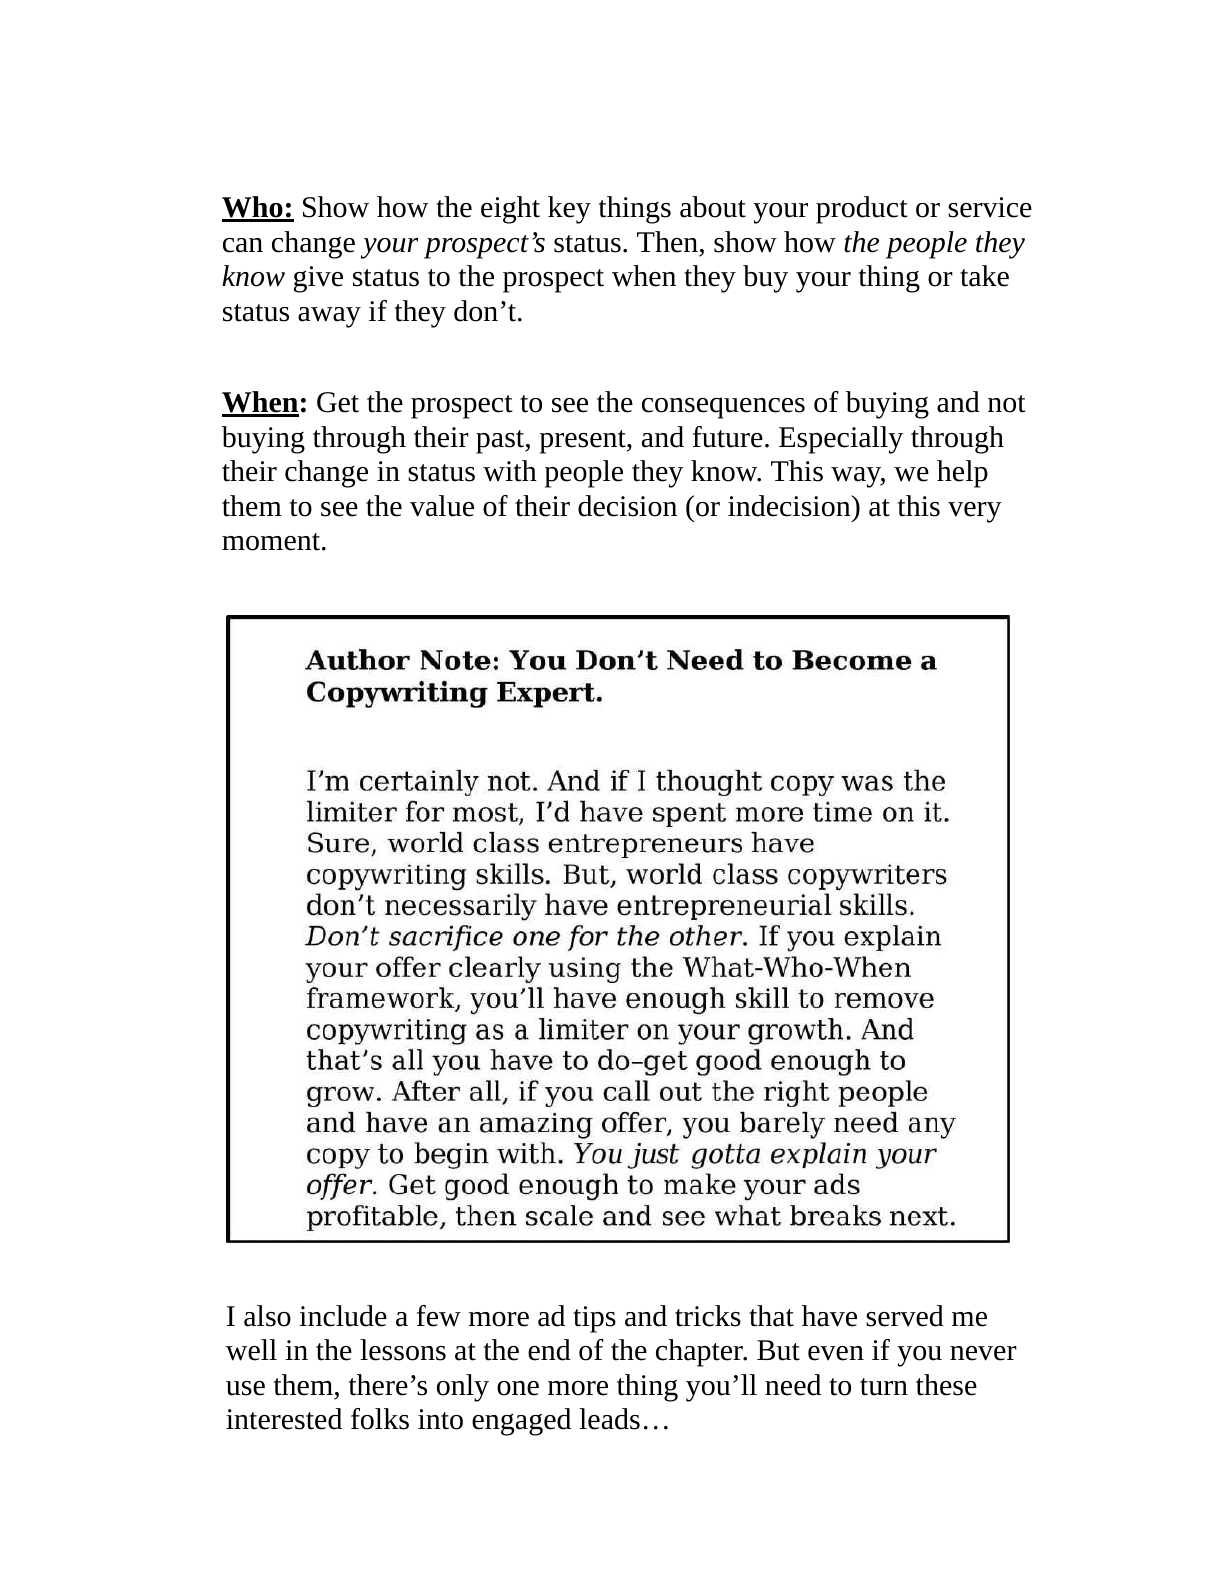 Who: Show how the eight key things about your product or service
can change your prospect’s status. Then, show how the people they
know give status to the prospect when they buy your thing or take
status away if they don’t.
When: Get the prospect to see the consequences of buying and not
buying through their past, present, and future. Especially through
their change in status with people they know. This way, we help
them to see the value of their decision (or indecision) at this very
moment.
Author Note: You Don’t Need to Become a
Copywriting Expert.
I’m certainly not. And if I thought copy was the
limiter for most, I’d have spent more time on it.
Sure, world class entrepreneurs have
copywriting skills. But, world class copywriters
don’t necessarily have entrepreneurial skills.
Don’t sacrifice one for the other. If you explain
your offer clearly using the What-Who-When
framework, you’ll have enough skill to remove
copywriting as a limiter on your growth. And
that’s all you have to do–get good enough to
grow. After all, if you call out the right people
and have an amazing offer, you barely need any
copy to begin with. You just gotta explain your
offer. Get good enough to make your ads
profitable, then scale and see what breaks next.
I also include a few more ad tips and tricks that have served me
well in the lessons at the end of the chapter. But even if you never
use them, there’s only one more thing you’ll need to turn these
interested folks into engaged leads…